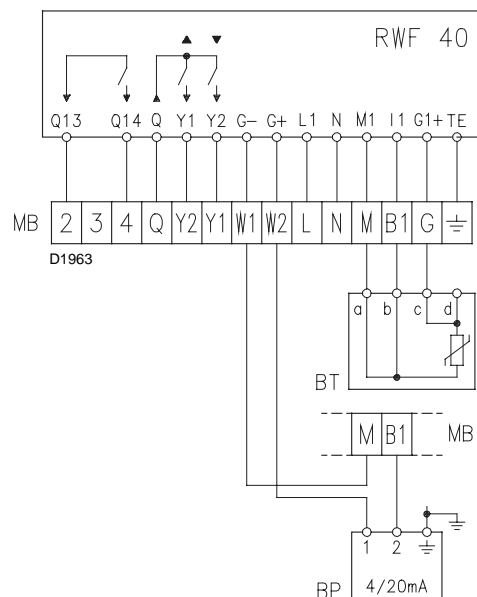 RWF 40
Q13 Q14 Q Y1 Y2 G- G+ L1 N M1 I1 G1+ TE
MB 2 3 4 Q Y2 Y1 W1 W2 L N M B1 G
D1963
a b c d
BT
M B1 MB
1 2
BP 4/20mA